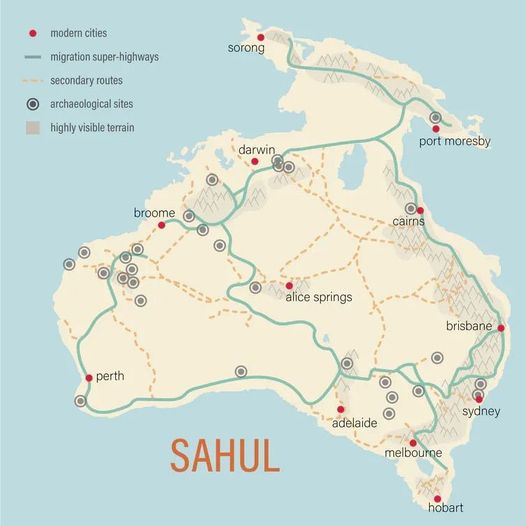 modern cities
migration super-highways
secondary routes
archaeological sites
highly visible terrain
sorong
port moresby
darwin
broome
cairns
alice springs
brisbane
perth
sydney
adelaide
melbourne
SAHUL
hobart